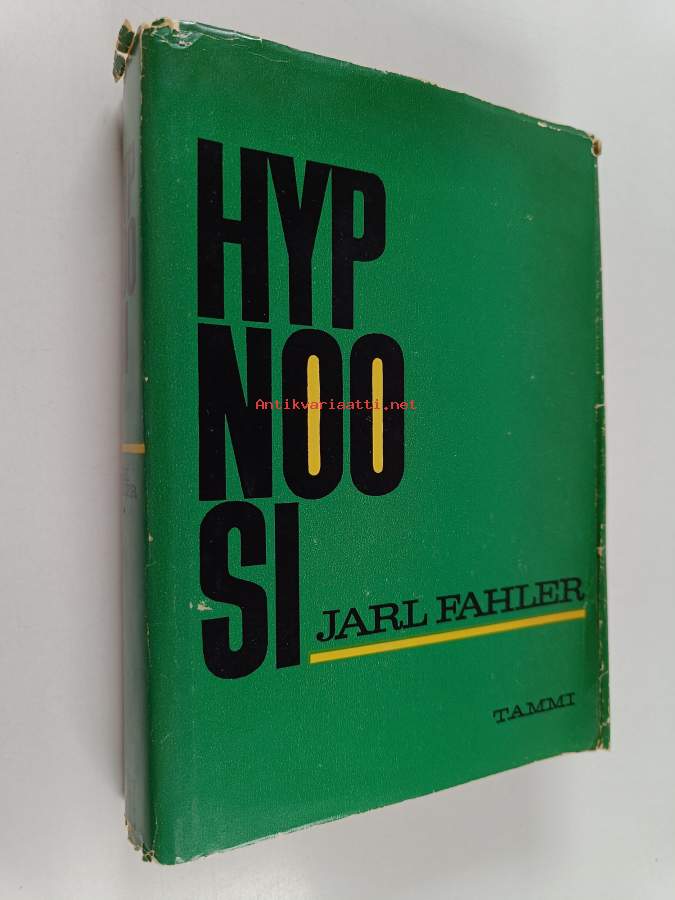 HYP
NOO
Antikvariaatti.net
SI
JARL FAHLER
TAMMI